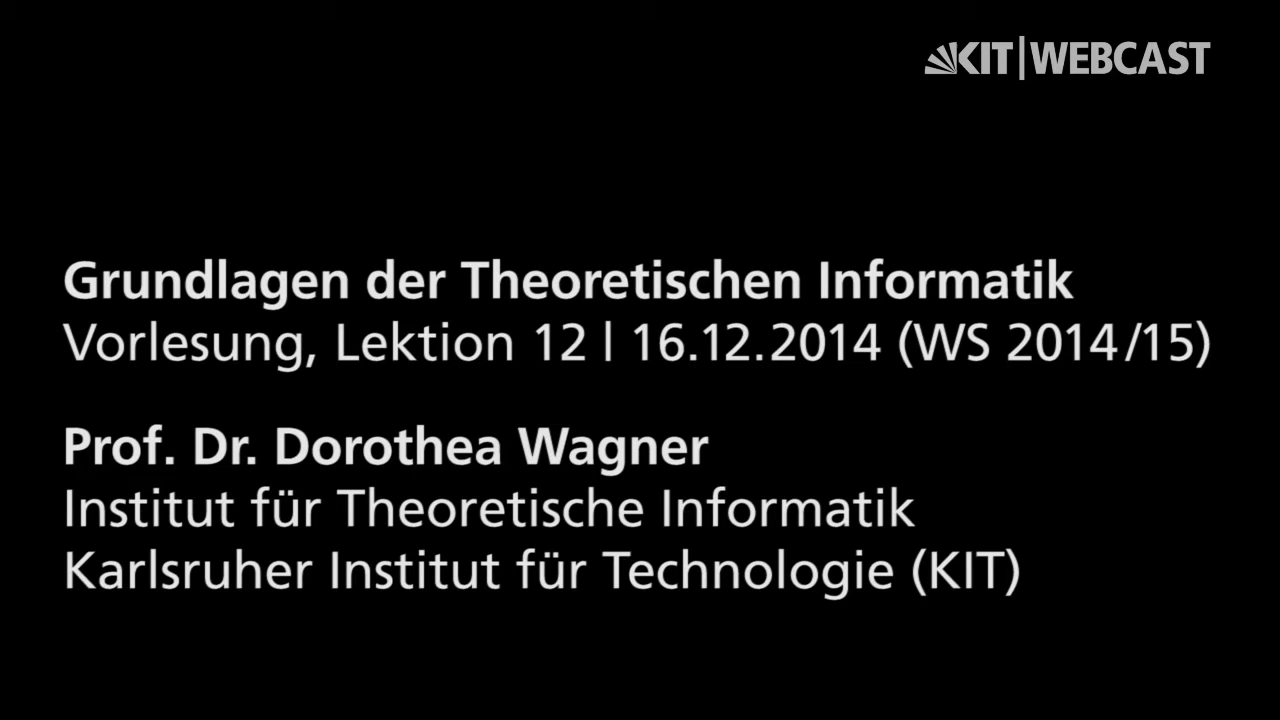 KIT|WEBCAST
Grundlagen der Theoretischen Informatik
Vorlesung, Lektion 12 | 16.12.2014 (WS 2014/15)
Prof. Dr. Dorothea Wagner
Institut für Theoretische Informatik
Karlsruher Institut für Technologie (KIT)